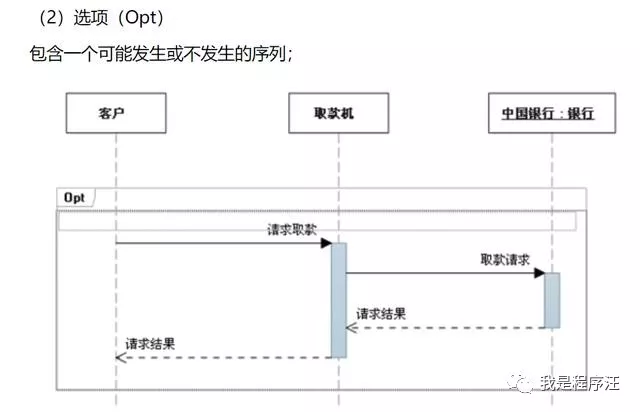 （2）选项（Opt）
包含一个可能发生或不发生的序列；
客户
取款机
中国银行：银行
Opt
请求取款
取款请求
请求结果
请求结果
我是程序汪